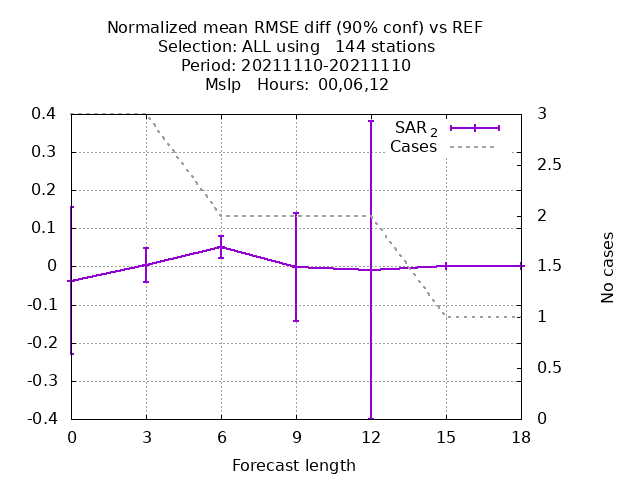 Normalized mean RMSE diff (90% conf) vs REF
Selection: ALL using   144 stations
Period: 20211110-20211110
Mslp   Hours: 00,06,12
0.4
0.3
0.2
0.1
0
-0.1
-0.2
-0.3
-0.4
SAR 2
Cases
3
2.5
2
1.5
1
0.5
0
No cases
0 3 6 9 12 15 18
Forecast length